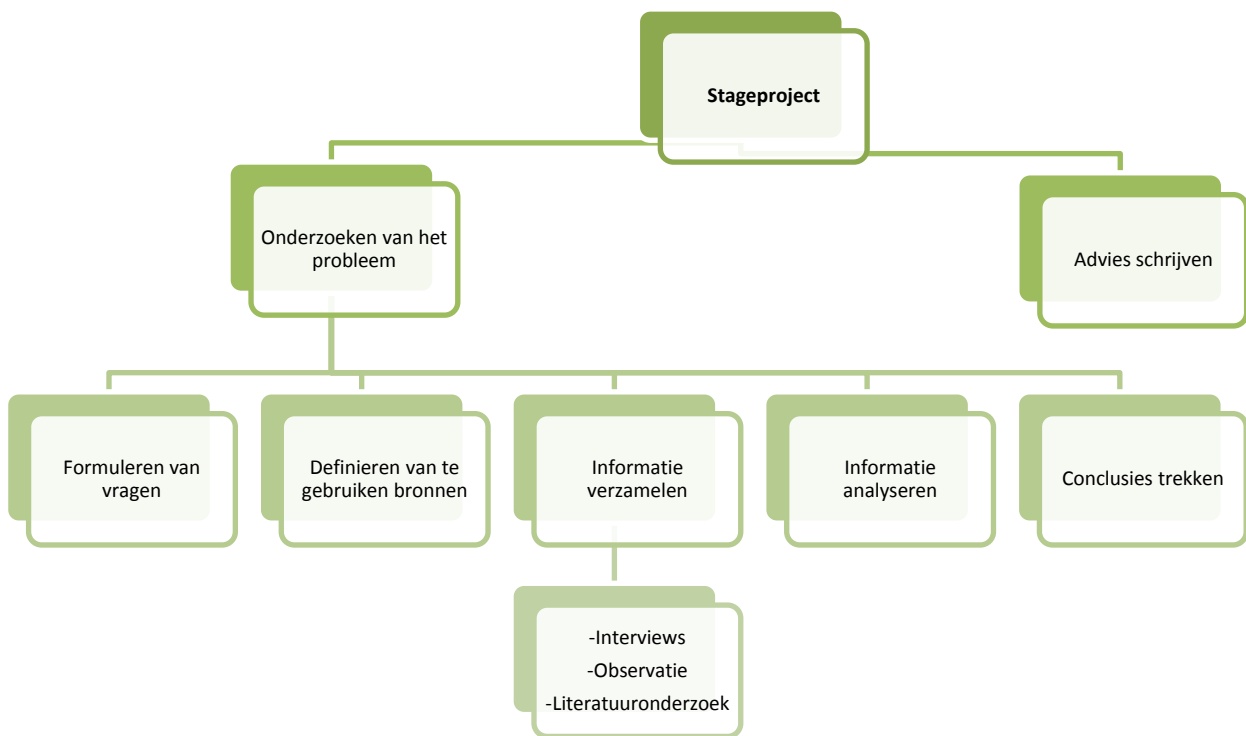 Stageproject
Onderzoeken van het
probleem
Advies schrijven
Formuleren van
vragen
Definieren van te
gebruiken bronnen
Informatie
verzamelen
Informatie
analyseren
Conclusies trekken
-Interviews
-Observatie
-Literatuuronderzoek